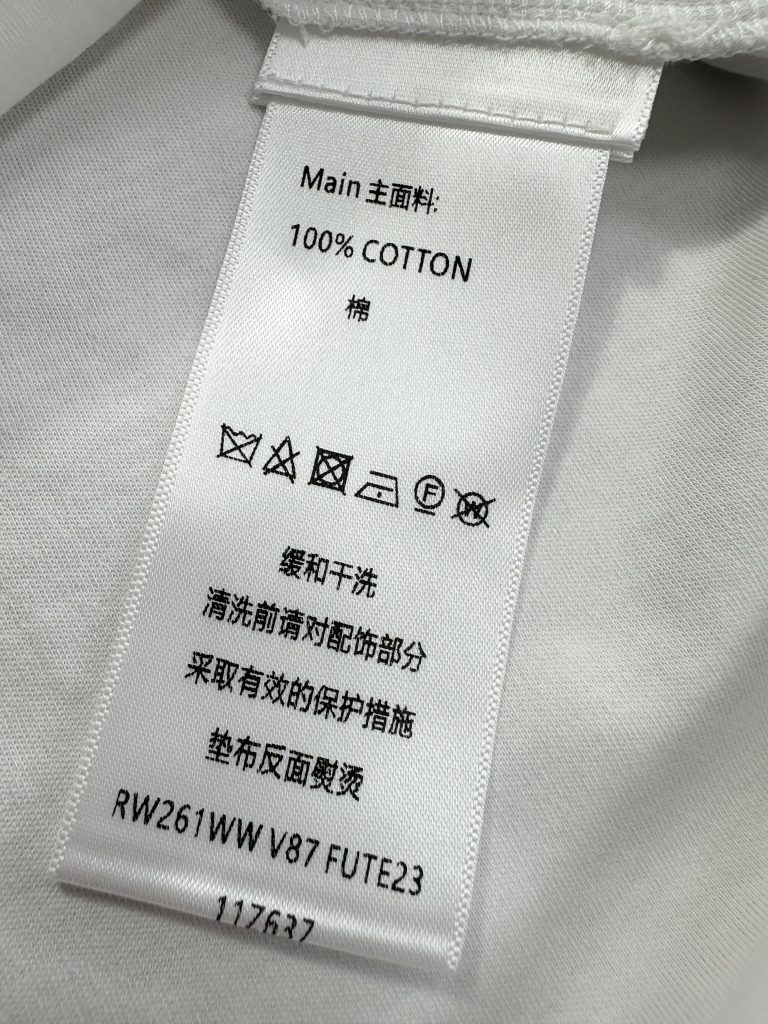 Main 主面料:
100% COTTON
棉
F W
缓和干洗
清洗前请对配饰部分
采取有效的保护措施
垫布反面熨烫
RW261WW V87 FUTE23